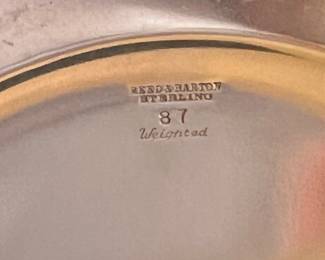 REED & BARTON
STERLING
87
Weighted